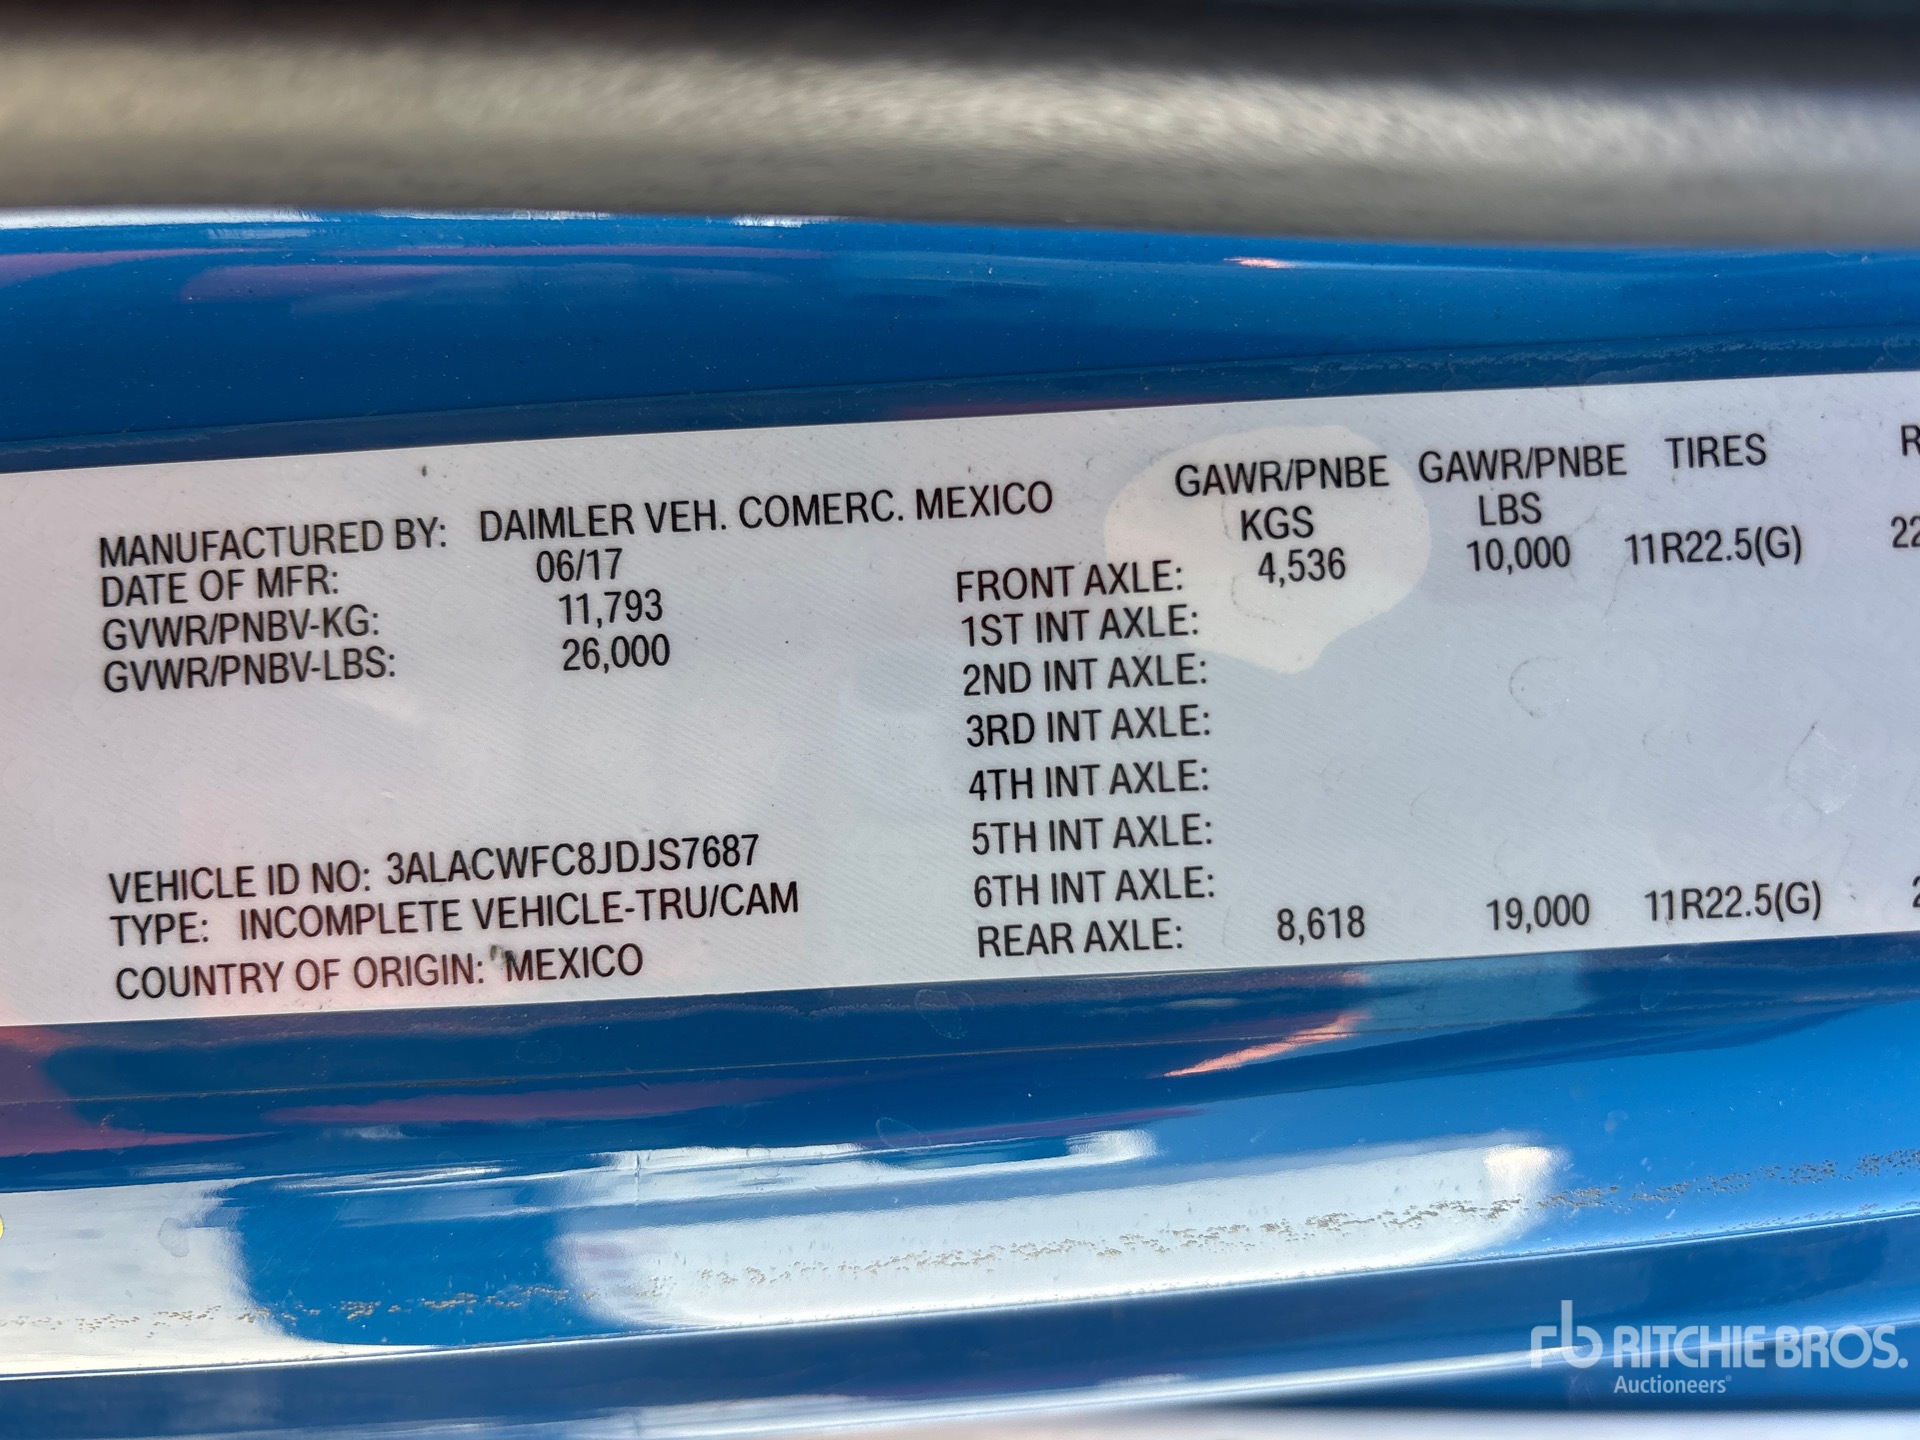 MANUFACTURED BY: DAIMLER VEH. COMERC. MEXICO
DATE OF MFR: 06/17
GVWR/PNBV-KG: 11,793
GVWR/PNBV-LBS: 26,000
VEHICLE ID NO: 3ALACWFC8JDJS7687
TYPE: INCOMPLETE VEHICLE-TRU/CAM
COUNTRY OF ORIGIN: MEXICO
GAWR/PNBE GAWR/PNBE TIRES
KGS LBS
FRONT AXLE: 4,536 10,000 11R22.5(G)
1ST INT AXLE:
2ND INT AXLE:
3RD INT AXLE:
4TH INT AXLE:
5TH INT AXLE:
6TH INT AXLE:
REAR AXLE: 8,618 19,000 11R22.5(G)
rb RITCHIE BROS.
Auctioneers